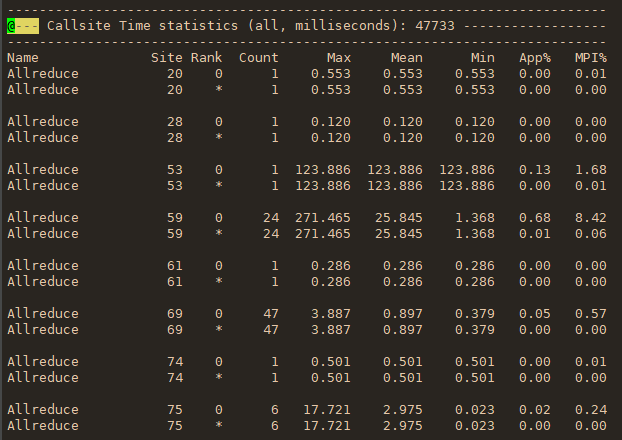 ---------------------------------------------------------------------------
@--- Callsite Time statistics (all, milliseconds): 47733 -------------------
---------------------------------------------------------------------------
Name Site Rank Count Max Mean Min App% MPI%
Allreduce 20 0 1 0.553 0.553 0.553 0.00 0.01
Allreduce 20 * 1 0.553 0.553 0.553 0.00 0.00
Allreduce 28 0 1 0.120 0.120 0.120 0.00 0.00
Allreduce 28 * 1 0.120 0.120 0.120 0.00 0.00
Allreduce 53 0 1 123.886 123.886 123.886 0.13 1.68
Allreduce 53 * 1 123.886 123.886 123.886 0.00 0.01
Allreduce 59 0 24 271.465 25.845 1.368 0.68 8.42
Allreduce 59 * 24 271.465 25.845 1.368 0.01 0.06
Allreduce 61 0 1 0.286 0.286 0.286 0.00 0.00
Allreduce 61 * 1 0.286 0.286 0.286 0.00 0.00
Allreduce 69 0 47 3.887 0.897 0.379 0.05 0.57
Allreduce 69 * 47 3.887 0.897 0.379 0.00 0.00
Allreduce 74 0 1 0.501 0.501 0.501 0.00 0.01
Allreduce 74 * 1 0.501 0.501 0.501 0.00 0.00
Allreduce 75 0 6 17.721 2.975 0.023 0.02 0.24
Allreduce 75 * 6 17.721 2.975 0.023 0.00 0.00